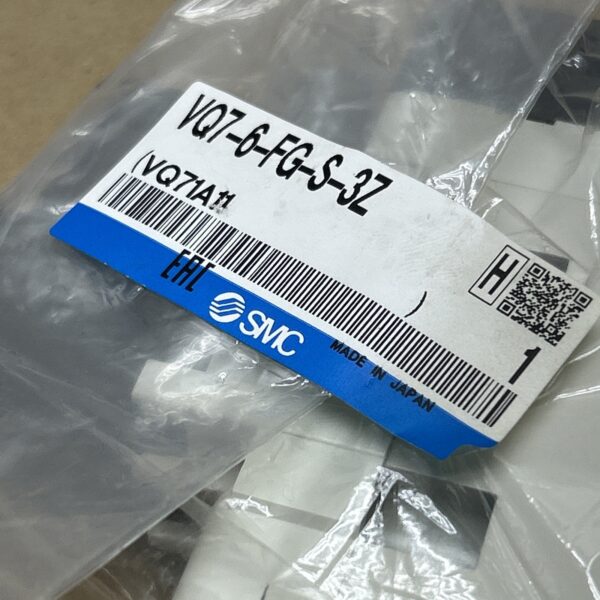 VQ7-6-FG-S-3Z
(VQ71A11 )
H
EAC
SMC
MADE IN JAPAN
1